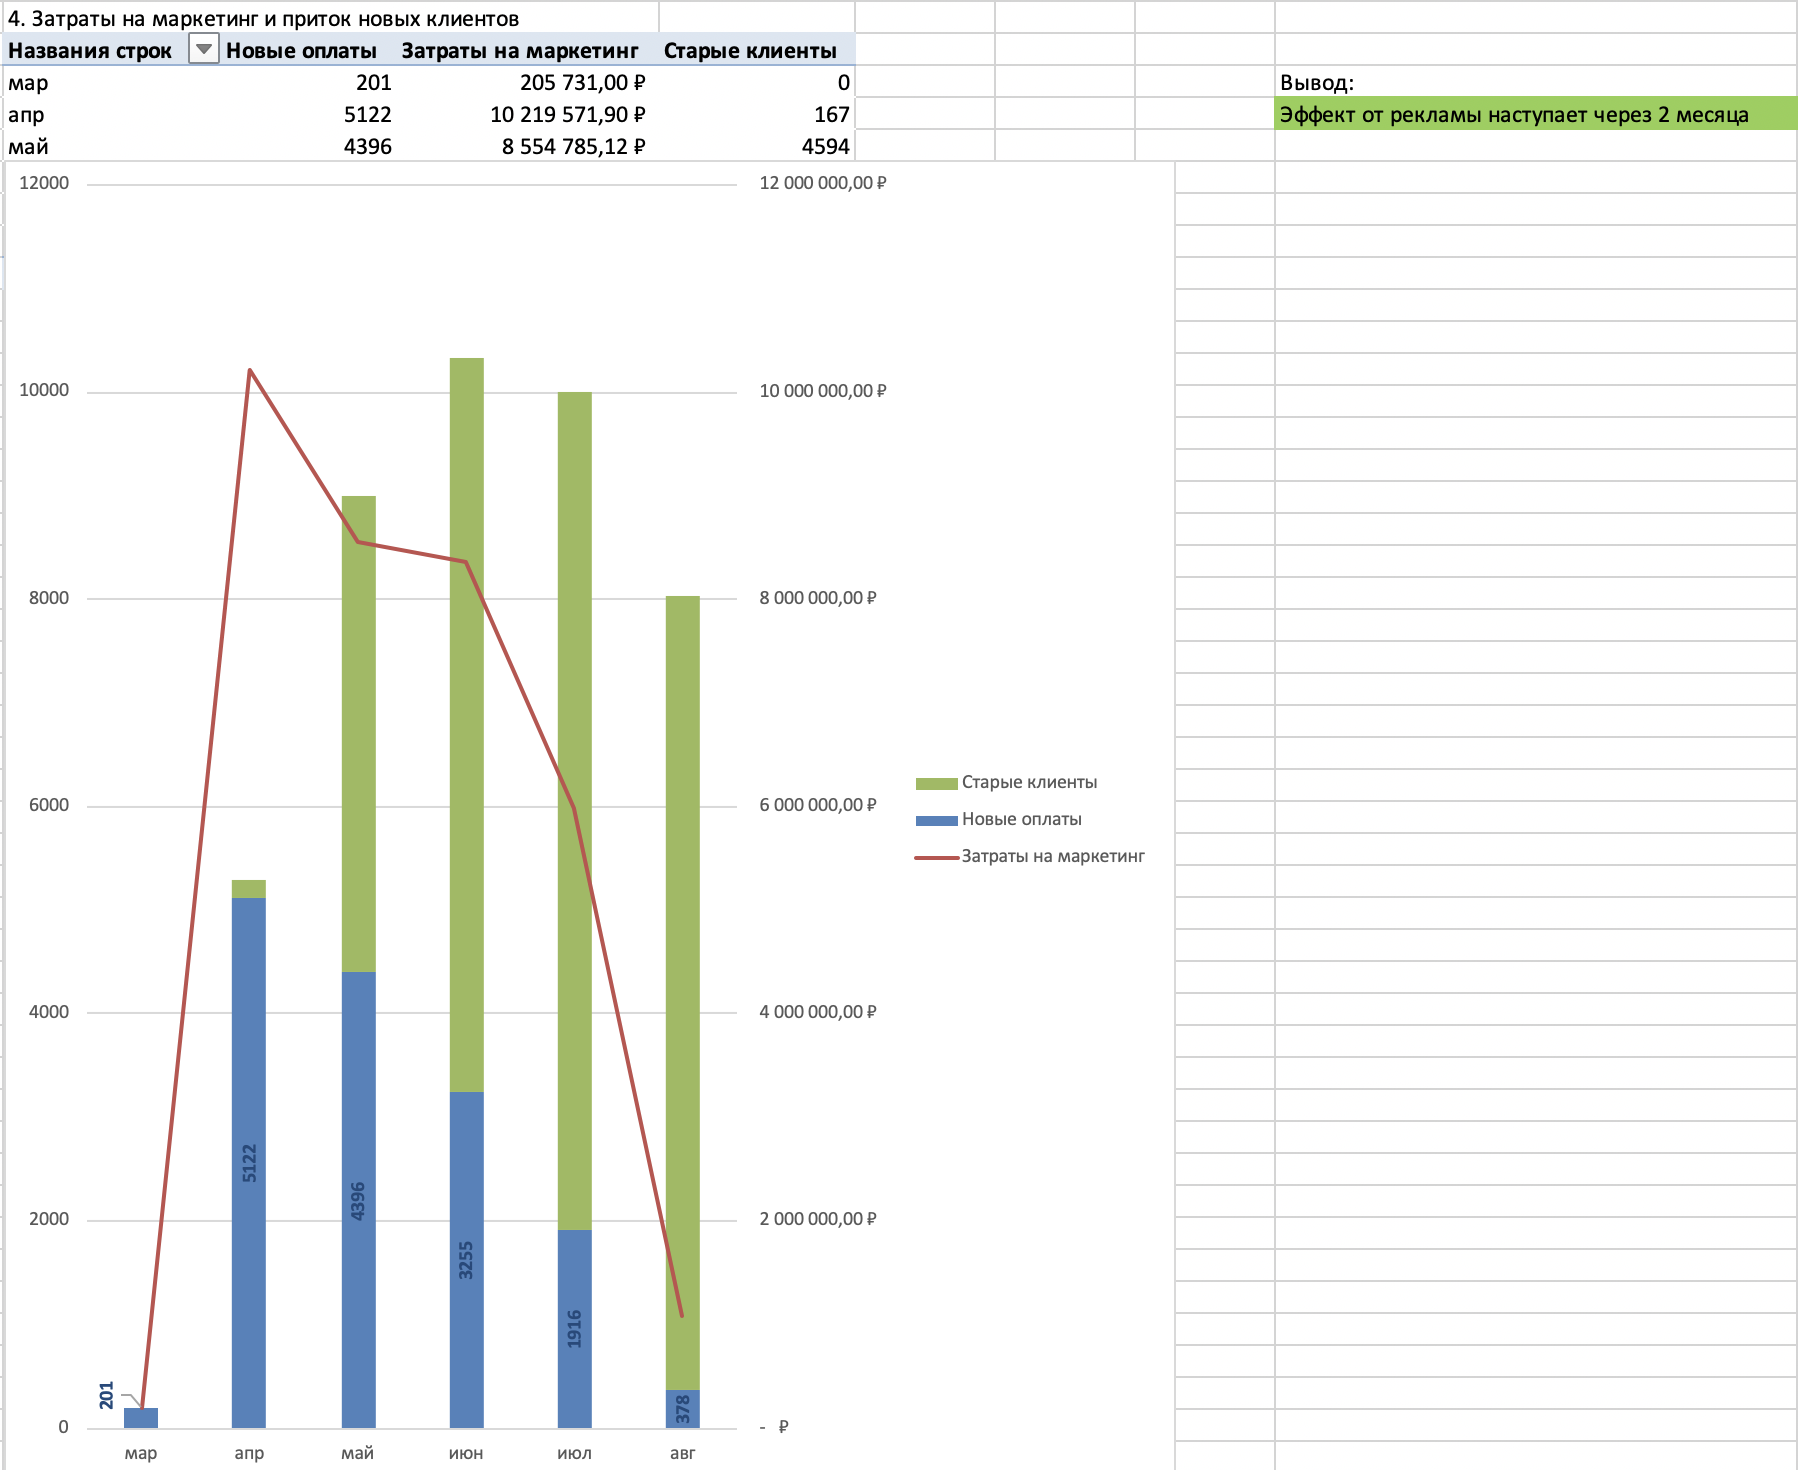 4. Затраты на маркетинг и приток новых клиентов
Названия строк Новые оплаты Затраты на маркетинг Старые клиенты
мар 201 205 731,00 ₽ 0 Вывод:
апр 5122 10 219 571,90 ₽ 167 Эффект от рекламы наступает через 2 месяца
май 4396 8 554 785,12 ₽ 4594
12000 12 000 000,00 ₽
10000 10 000 000,00 ₽
8000 8 000 000,00 ₽
Старые клиенты
6000 6 000 000,00 ₽
Новые оплаты
Затраты на маркетинг
4000 4 000 000,00 ₽
5122
4396
2000 2 000 000,00 ₽
3255
1916
201
378
0 - ₽
мар апр май июн июл авг